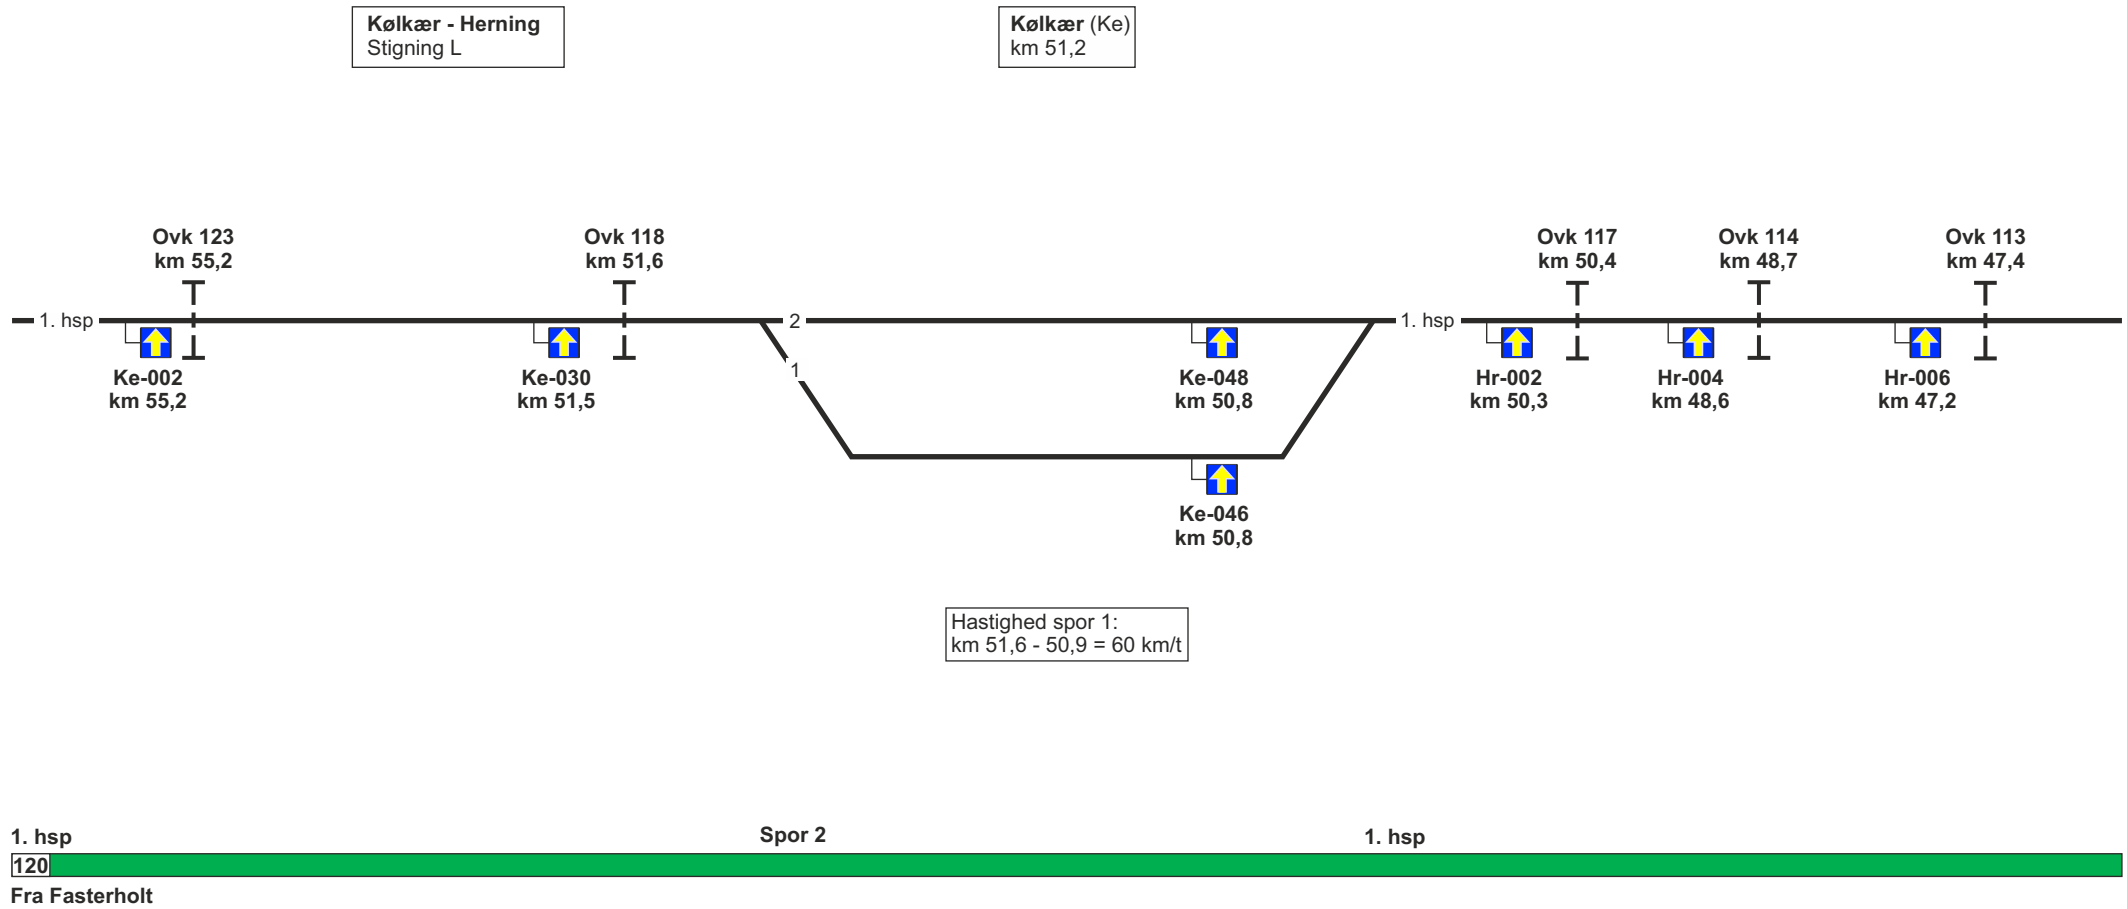 Kølkær - Herning
Stigning L
Kølkær (Ke)
km 51,2
Ovk 123
km 55,2
Ovk 118
km 51,6
Ovk 117
km 50,4
Ovk 114
km 48,7
Ovk 113
km 47,4
1. hsp
2
1. hsp
1
Ke-002
km 55,2
Ke-030
km 51,5
Ke-048
km 50,8
Hr-002
km 50,3
Hr-004
km 48,6
Hr-006
km 47,2
Ke-046
km 50,8
Hastighed spor 1:
km 51,6 - 50,9 = 60 km/t
1. hsp
Spor 2
1. hsp
120
Fra Fasterholt